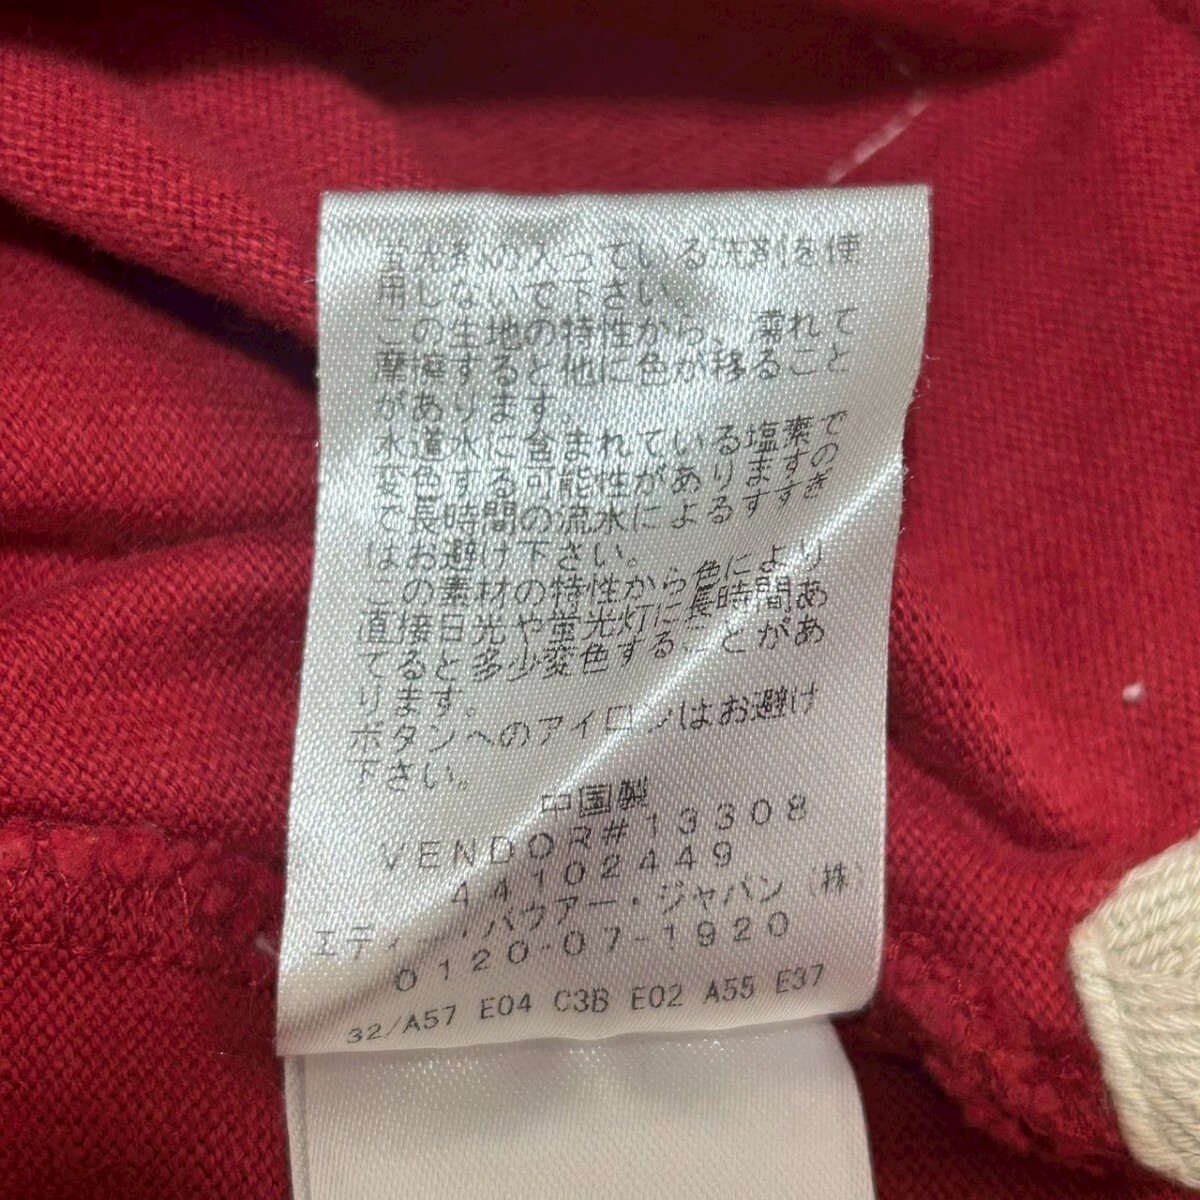 蛍光剤の入っている洗剤を使
用しないで下さい。
この生地の特性から、濡れて
摩擦すると他に色が移ること
があります。
水道水に含まれている塩素で
変色する可能性がありますの
で長時間の流水によるすすぎ
はお避け下さい。
この素材の特性から色により
直接日光や蛍光灯に長時間あ
てると多少変色することがあ
ります。
ボタンへのアイロンはお避け
下さい。
中国製
VENDOR#13308
44102449
エディー・バウアー・ジャパン(株)
0120-07-1920
32/A57 E04 C3B E02 A55 E37